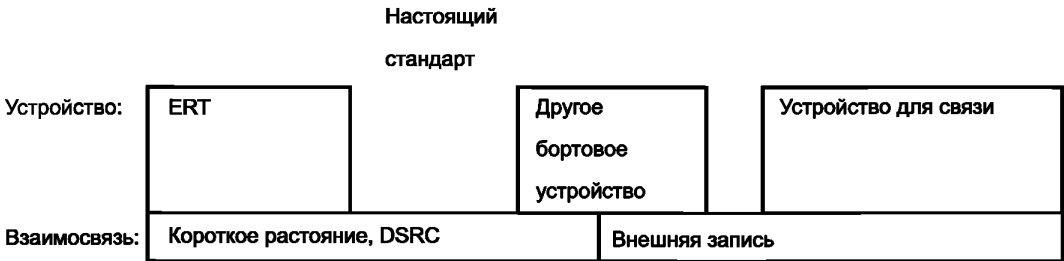 Настоящий
стандарт
Устройство:
ERT
Другое
бортовое
устройство
Устройство для связи
Взаимосвязь:
Короткое растояние, DSRC
Внешняя запись